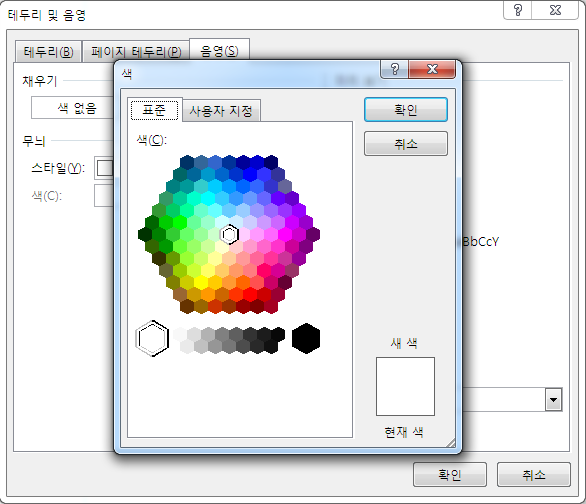 테두리 및 음영
테두리(B)
페이지 테두리(P)
음영(S)
채우기
색 없음
무늬
스타일(Y):
색(C):
색
표준
사용자 지정
색(C):
확인
취소
새 색
현재 색
BbCcY
확인
취소